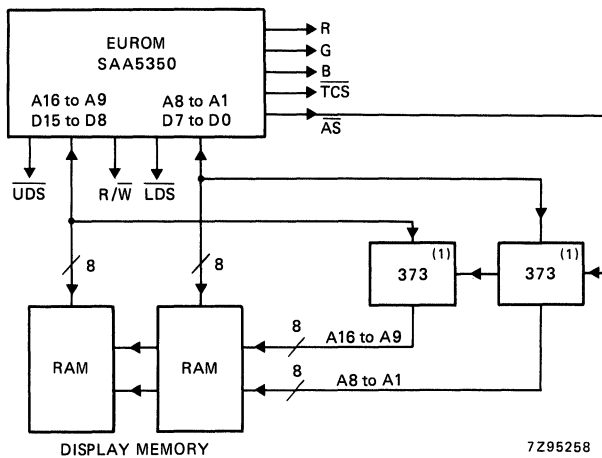 EUROM
SAA5350
A16 to A9
A8 to A1
D15 to D8
D7 to D0
R
G
B
TCS
AS
UDS
R/W
LDS
8
8
373
(1)
373
(1)
RAM
RAM
8
A16 to A9
8
A8 to A1
DISPLAY MEMORY
7Z95258